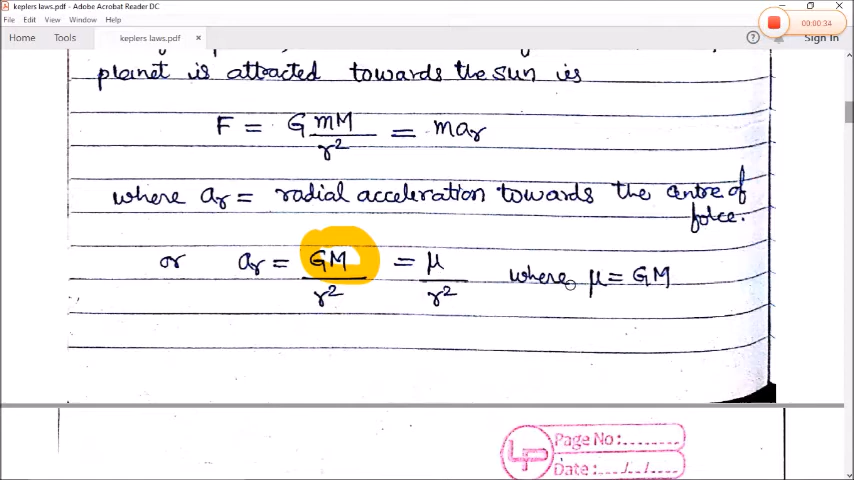 keplers laws.pdf - Adobe Acrobat Reader DC
File Edit View Window Help
Home Tools keplers laws.pdf × Sign In
00:00:34
planet is attracted towards the sun is
F = G mM/r² = mar
where ar = radial acceleration towards the centre of
force.
or ar = GM/r² = μ/r² where μ = GM
LP
Page No:
Date: